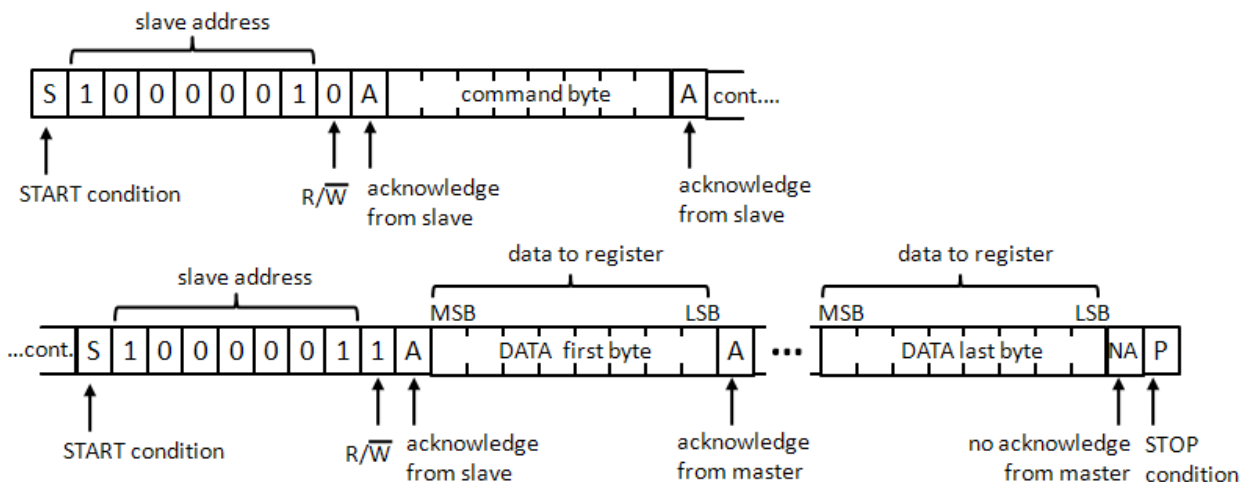 slave address
S 1 0 0 0 0 0 1 0 A command byte A cont....
START condition
R/W̅
acknowledge
from slave
acknowledge
from slave
slave address
data to register
data to register
MSB LSB MSB LSB
...cont. S 1 0 0 0 0 0 1 1 A DATA first byte A ... DATA last byte NA P
START condition
R/W̅
acknowledge
from slave
acknowledge
from master
no acknowledge
from master
STOP
condition